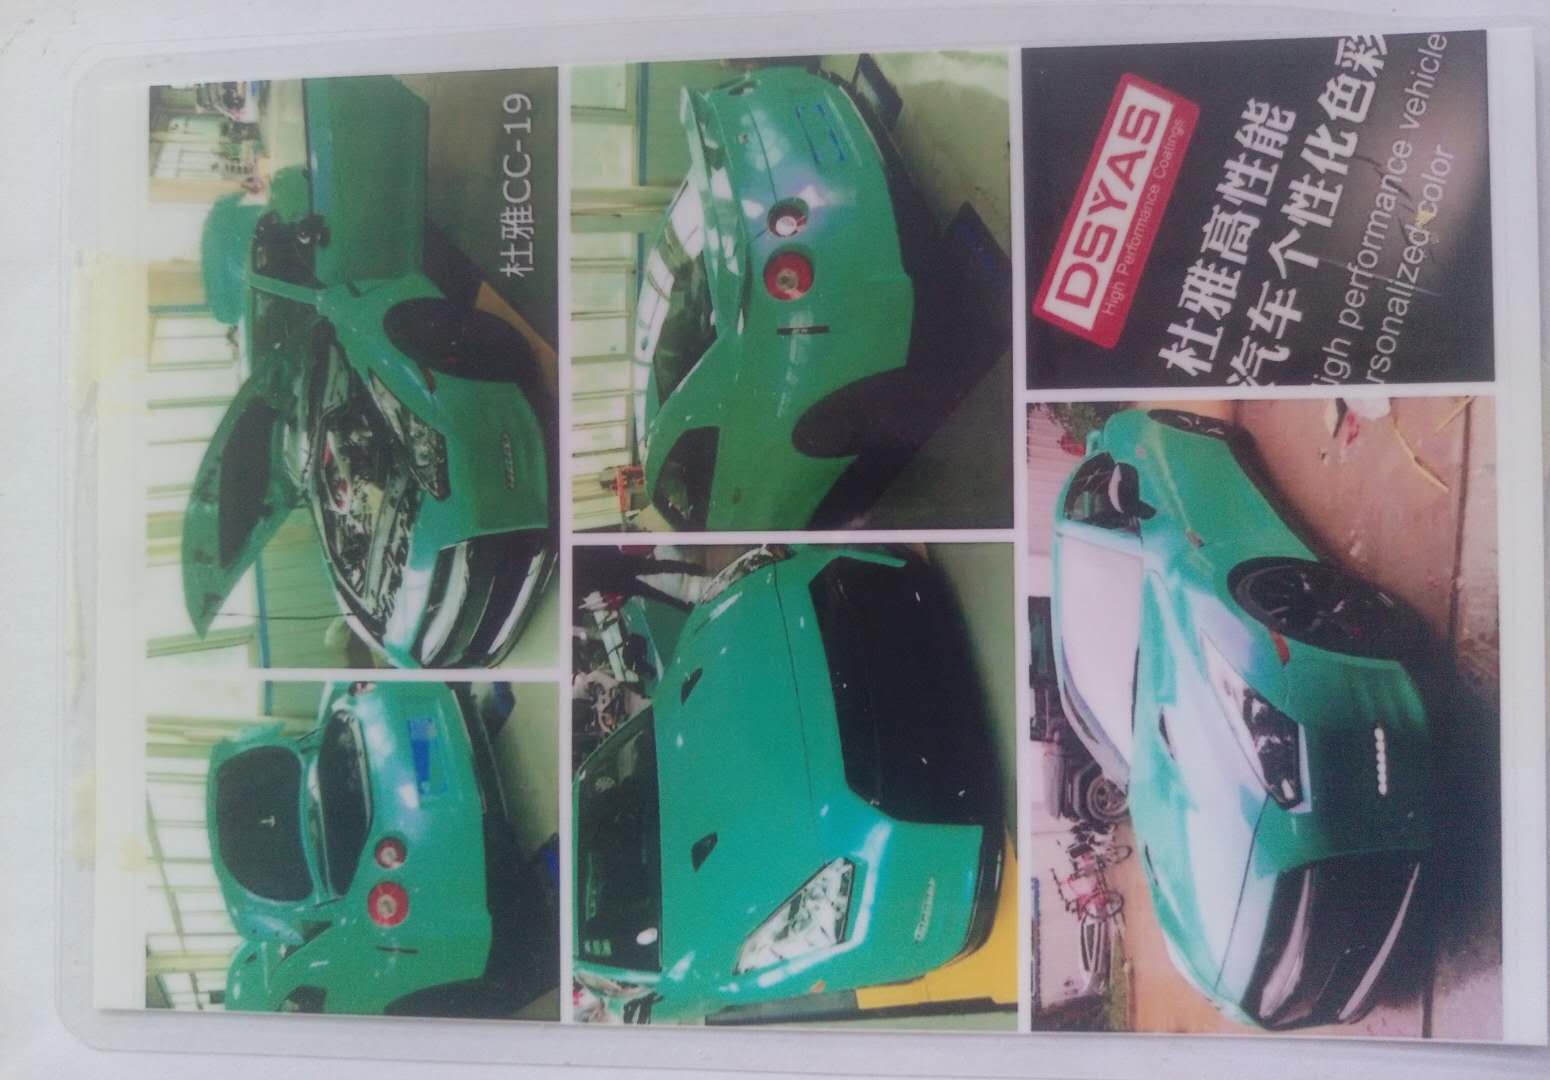 杜雅CC-19
DSYAS
High Performance Coatings
杜雅高性能
汽车个性化色彩
igh performance vehicle
rsonalized color